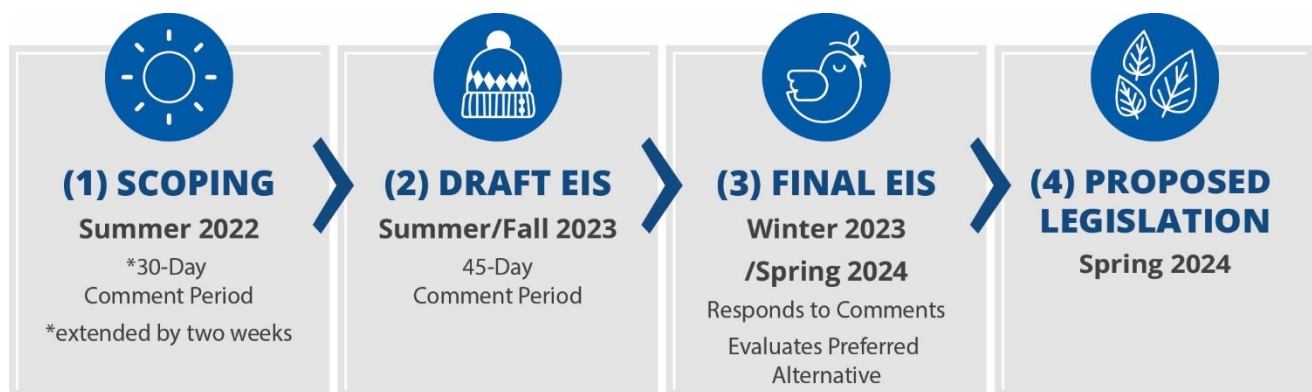 (1) SCOPING
Summer 2022
*30-Day
Comment Period
*extended by two weeks
(2) DRAFT EIS
Summer/Fall 2023
45-Day
Comment Period
(3) FINAL EIS
Winter 2023
/Spring 2024
Responds to Comments
Evaluates Preferred
Alternative
(4) PROPOSED
LEGISLATION
Spring 2024